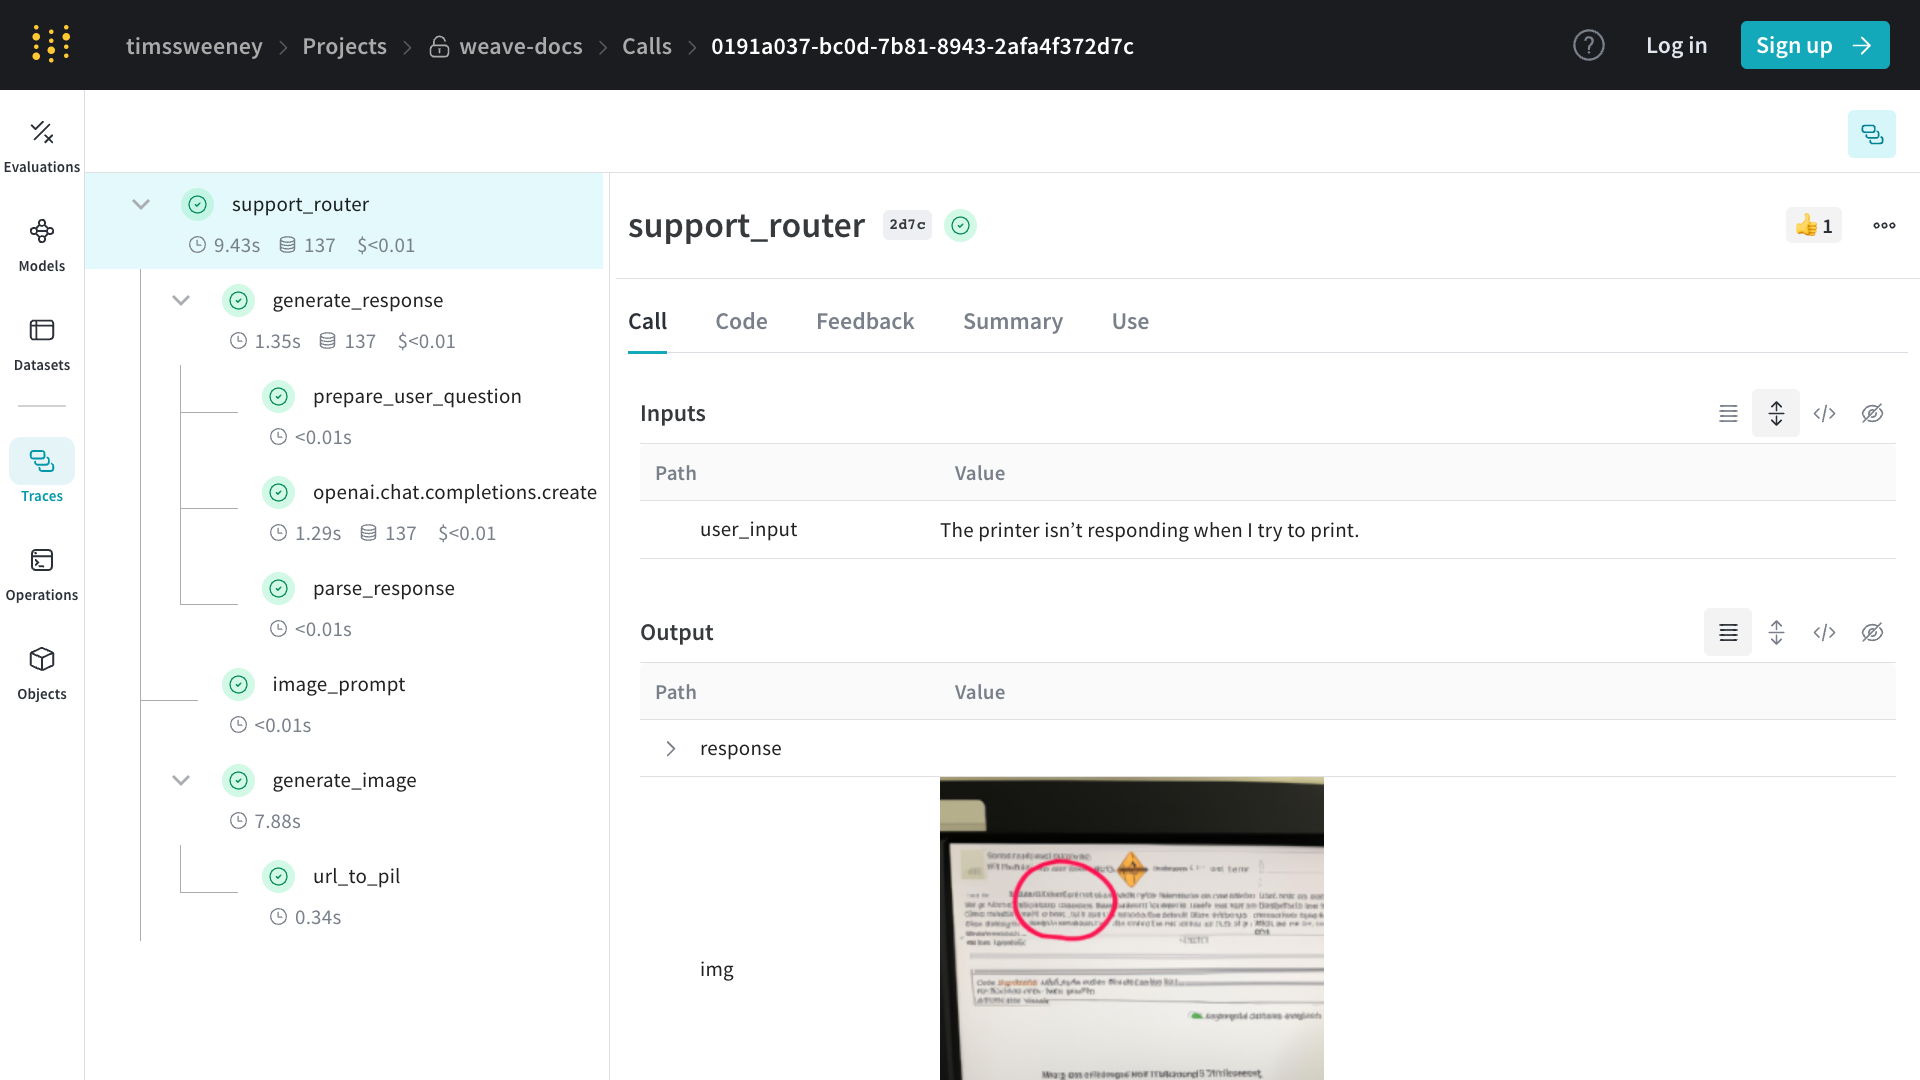 timssweeney
Projects
weave-docs
Calls
0191a037-bc0d-7b81-8943-2afa4f372d7c
Log in
Sign up
Evaluations
Models
Datasets
Traces
Operations
Objects
support_router
9.43s 137 $<0.01
generate_response
1.35s 137 $<0.01
prepare_user_question
<0.01s
openai.chat.completions.create
1.29s 137 $<0.01
parse_response
<0.01s
image_prompt
<0.01s
generate_image
7.88s
url_to_pil
0.34s
support_router 2d7c
1
Call Code Feedback Summary Use
Inputs
Path Value
user_input The printer isn’t responding when I try to print.
Output
Path Value
response
img